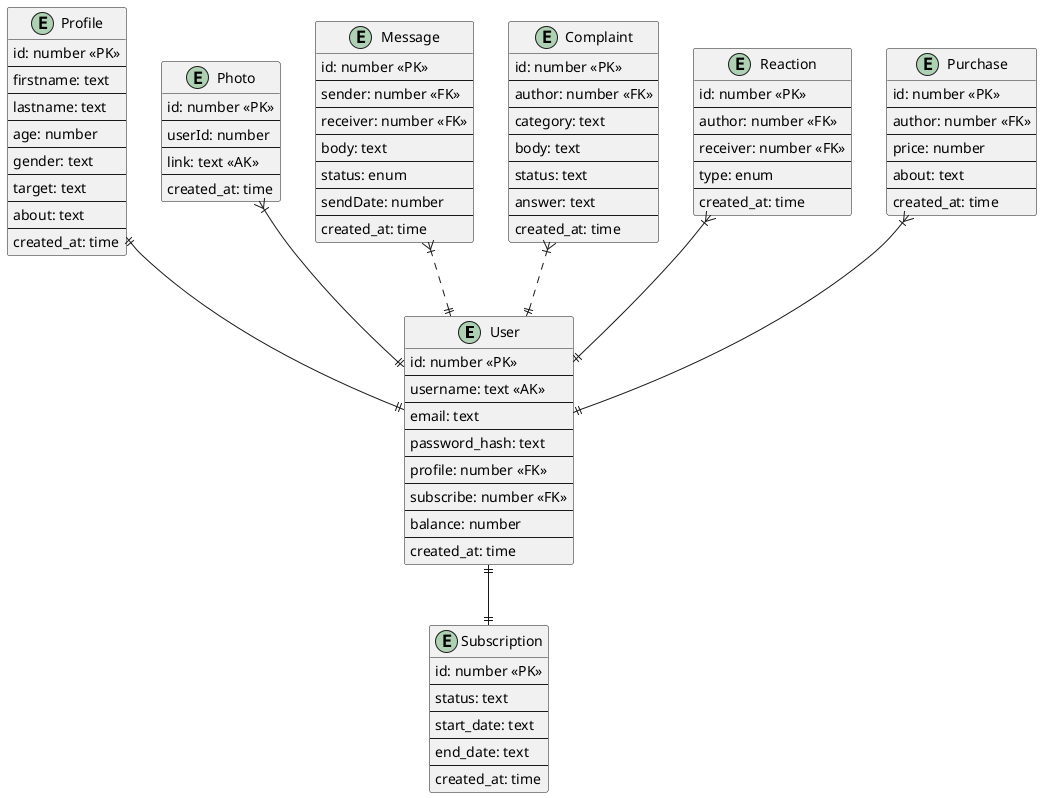 E Profile
id: number «PK»
firstname: text
lastname: text
age: number
gender: text
target: text
about: text
created_at: time
E Photo
id: number «PK»
userId: number
link: text «AK»
created_at: time
E Message
id: number «PK»
sender: number «FK»
receiver: number «FK»
body: text
status: enum
sendDate: number
created_at: time
E Complaint
id: number «PK»
author: number «FK»
category: text
body: text
status: text
answer: text
created_at: time
E Reaction
id: number «PK»
author: number «FK»
receiver: number «FK»
type: enum
created_at: time
E Purchase
id: number «PK»
author: number «FK»
price: number
about: text
created_at: time
E User
id: number «PK»
username: text «AK»
email: text
password_hash: text
profile: number «FK»
subscribe: number «FK»
balance: number
created_at: time
E Subscription
id: number «PK»
status: text
start_date: text
end_date: text
created_at: time